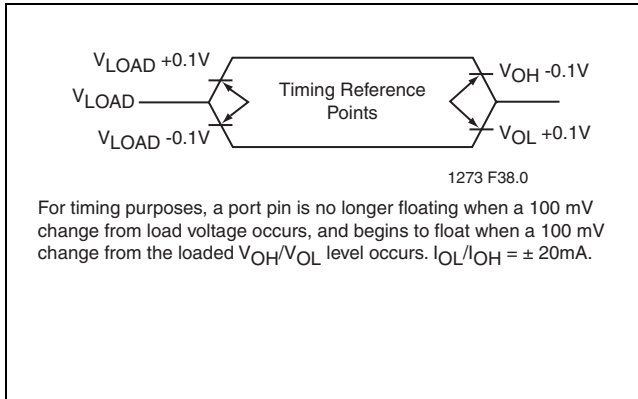 VLOAD +0.1V
VLOAD
VLOAD -0.1V
Timing Reference
Points
VOH -0.1V
VOL +0.1V
1273 F38.0
For timing purposes, a port pin is no longer floating when a 100 mV
change from load voltage occurs, and begins to float when a 100 mV
change from the loaded VOH/VOL level occurs. IOL/IOH = ± 20mA.